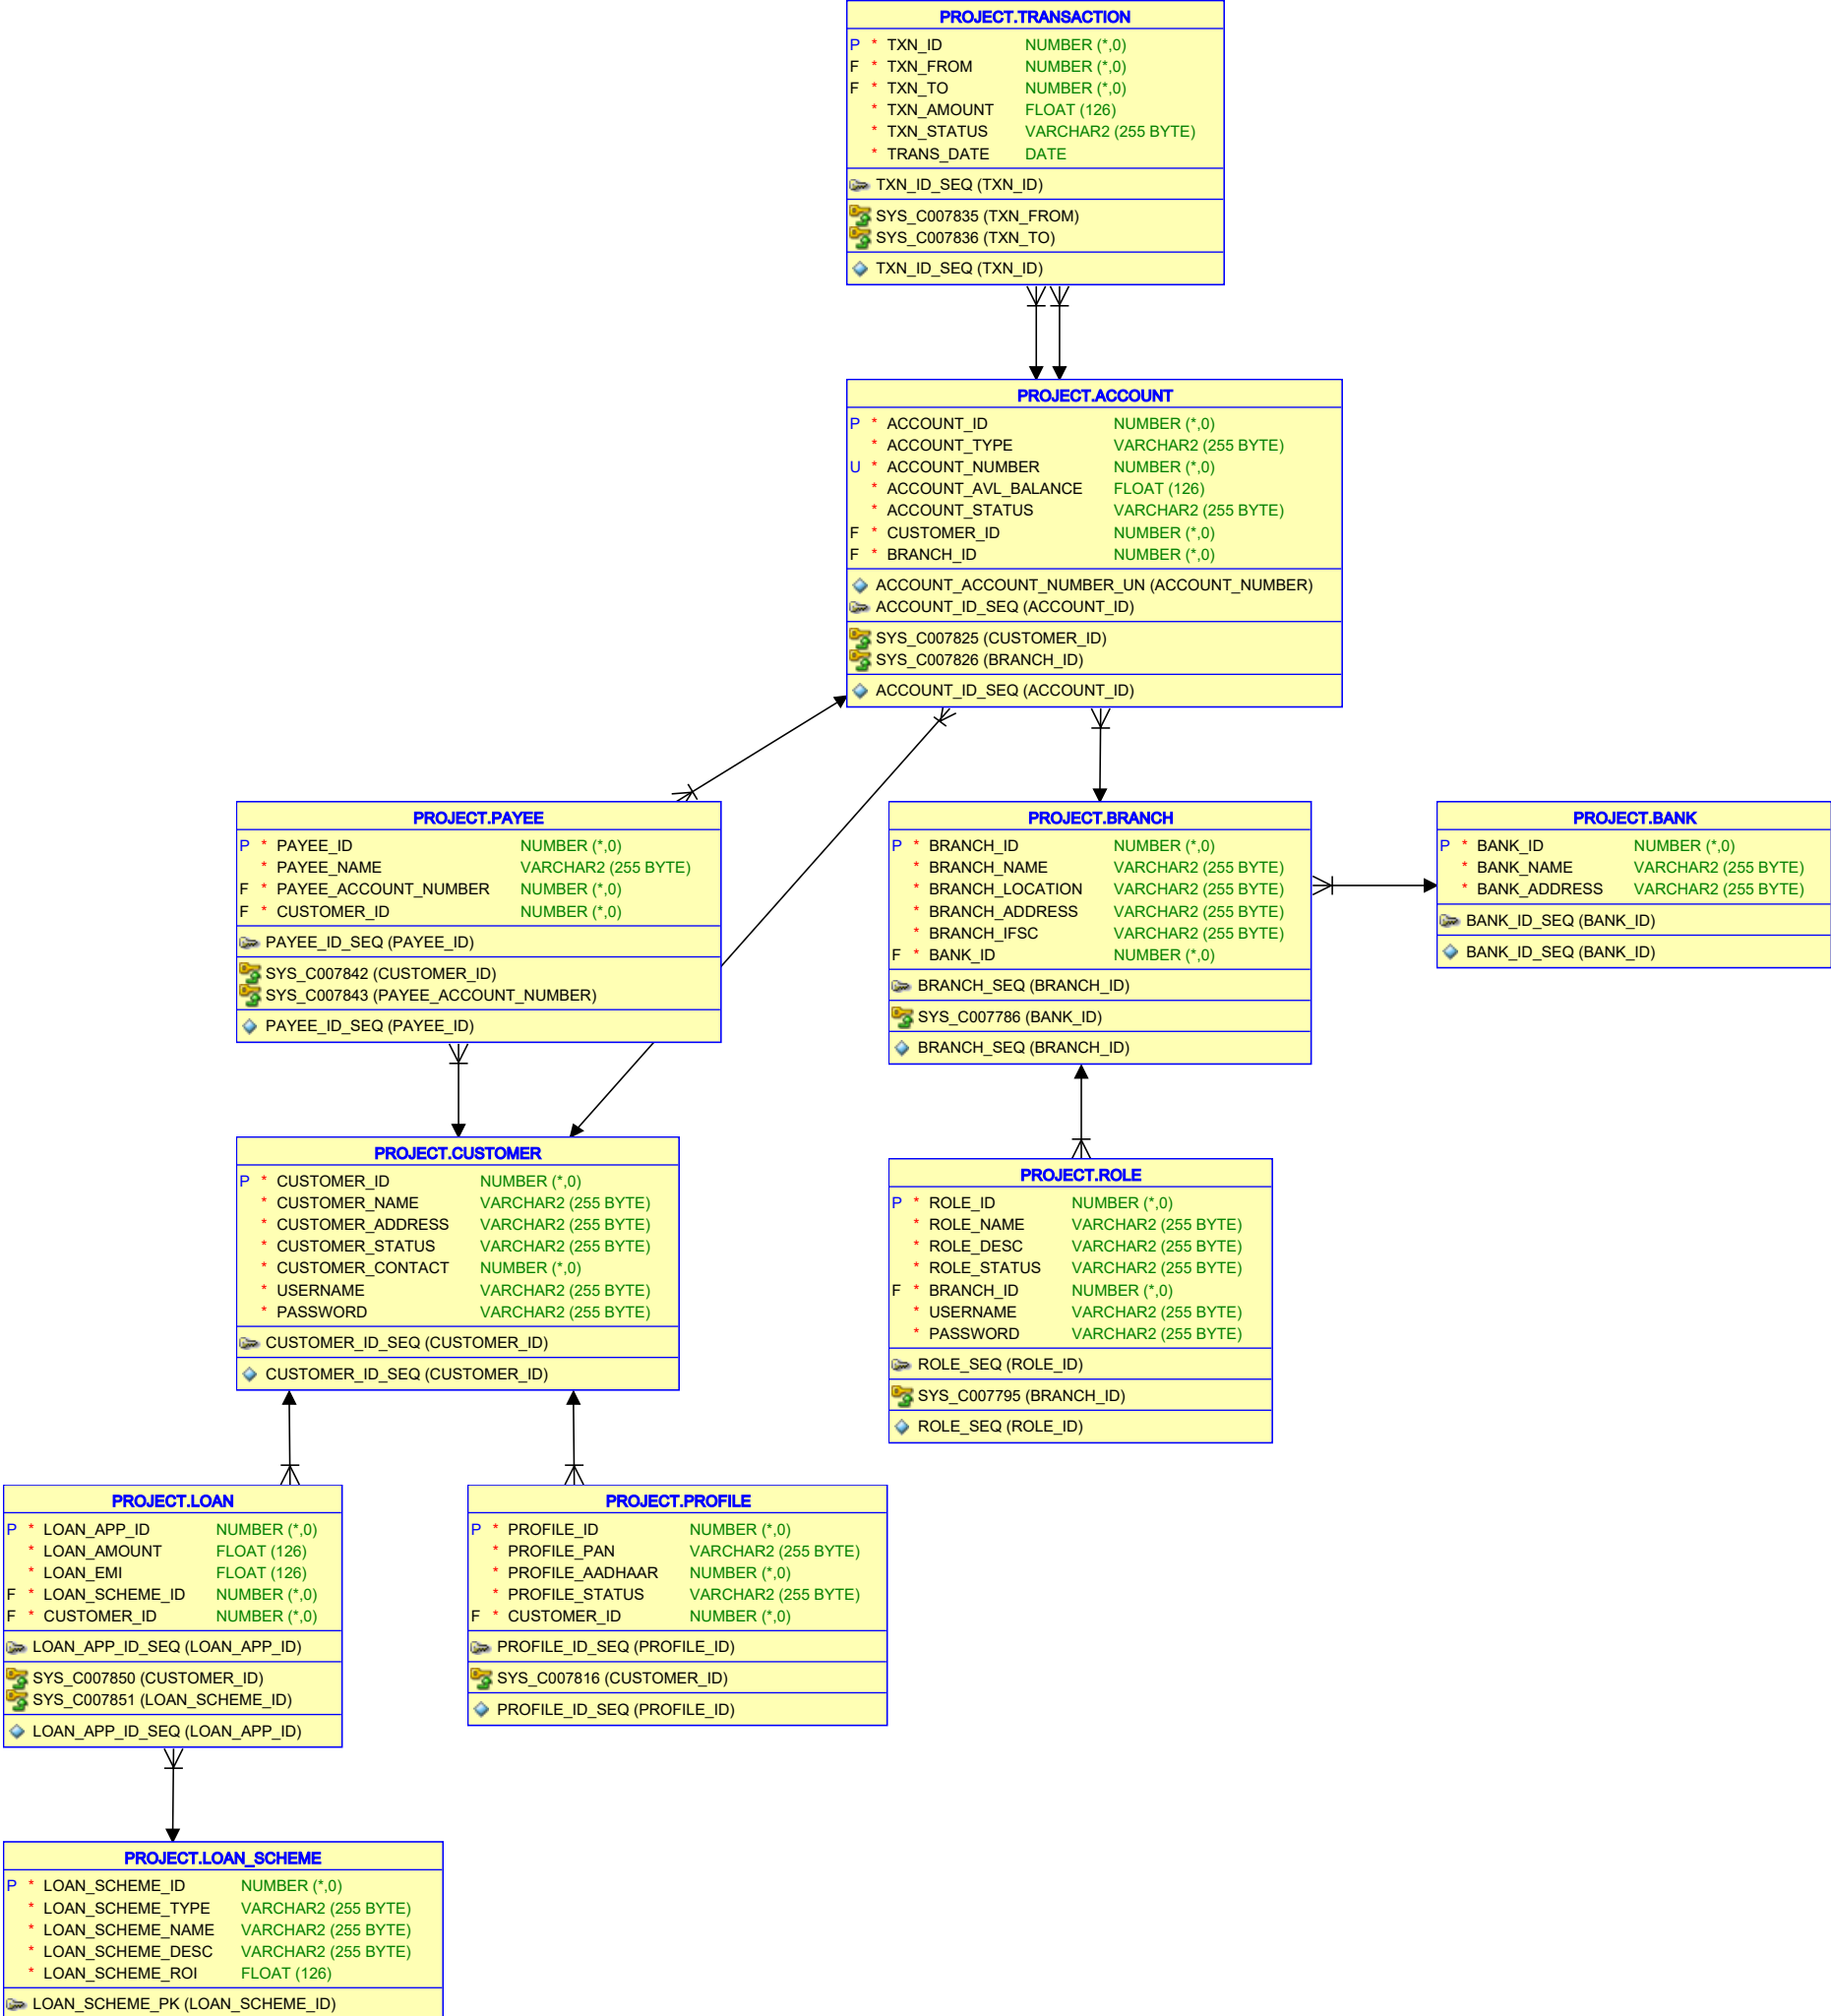 PROJECT.TRANSACTION
P * TXN_ID NUMBER (*,0)
F * TXN_FROM NUMBER (*,0)
F * TXN_TO NUMBER (*,0)
* TXN_AMOUNT FLOAT (126)
* TXN_STATUS VARCHAR2 (255 BYTE)
* TRANS_DATE DATE
TXN_ID_SEQ (TXN_ID)
SYS_C007835 (TXN_FROM)
SYS_C007836 (TXN_TO)
TXN_ID_SEQ (TXN_ID)
PROJECT.ACCOUNT
P * ACCOUNT_ID NUMBER (*,0)
* ACCOUNT_TYPE VARCHAR2 (255 BYTE)
U * ACCOUNT_NUMBER NUMBER (*,0)
* ACCOUNT_AVL_BALANCE FLOAT (126)
* ACCOUNT_STATUS VARCHAR2 (255 BYTE)
F * CUSTOMER_ID NUMBER (*,0)
F * BRANCH_ID NUMBER (*,0)
ACCOUNT_ACCOUNT_NUMBER_UN (ACCOUNT_NUMBER)
ACCOUNT_ID_SEQ (ACCOUNT_ID)
SYS_C007825 (CUSTOMER_ID)
SYS_C007826 (BRANCH_ID)
ACCOUNT_ID_SEQ (ACCOUNT_ID)
PROJECT.PAYEE
P * PAYEE_ID NUMBER (*,0)
* PAYEE_NAME VARCHAR2 (255 BYTE)
F * PAYEE_ACCOUNT_NUMBER NUMBER (*,0)
F * CUSTOMER_ID NUMBER (*,0)
PAYEE_ID_SEQ (PAYEE_ID)
SYS_C007842 (CUSTOMER_ID)
SYS_C007843 (PAYEE_ACCOUNT_NUMBER)
PAYEE_ID_SEQ (PAYEE_ID)
PROJECT.BRANCH
P * BRANCH_ID NUMBER (*,0)
* BRANCH_NAME VARCHAR2 (255 BYTE)
* BRANCH_LOCATION VARCHAR2 (255 BYTE)
* BRANCH_ADDRESS VARCHAR2 (255 BYTE)
* BRANCH_IFSC VARCHAR2 (255 BYTE)
F * BANK_ID NUMBER (*,0)
BRANCH_SEQ (BRANCH_ID)
SYS_C007786 (BANK_ID)
BRANCH_SEQ (BRANCH_ID)
PROJECT.BANK
P * BANK_ID NUMBER (*,0)
* BANK_NAME VARCHAR2 (255 BYTE)
* BANK_ADDRESS VARCHAR2 (255 BYTE)
BANK_ID_SEQ (BANK_ID)
BANK_ID_SEQ (BANK_ID)
PROJECT.CUSTOMER
P * CUSTOMER_ID NUMBER (*,0)
* CUSTOMER_NAME VARCHAR2 (255 BYTE)
* CUSTOMER_ADDRESS VARCHAR2 (255 BYTE)
* CUSTOMER_STATUS VARCHAR2 (255 BYTE)
* CUSTOMER_CONTACT NUMBER (*,0)
* USERNAME VARCHAR2 (255 BYTE)
* PASSWORD VARCHAR2 (255 BYTE)
CUSTOMER_ID_SEQ (CUSTOMER_ID)
CUSTOMER_ID_SEQ (CUSTOMER_ID)
PROJECT.ROLE
P * ROLE_ID NUMBER (*,0)
* ROLE_NAME VARCHAR2 (255 BYTE)
* ROLE_DESC VARCHAR2 (255 BYTE)
* ROLE_STATUS VARCHAR2 (255 BYTE)
F * BRANCH_ID NUMBER (*,0)
* USERNAME VARCHAR2 (255 BYTE)
* PASSWORD VARCHAR2 (255 BYTE)
ROLE_SEQ (ROLE_ID)
SYS_C007795 (BRANCH_ID)
ROLE_SEQ (ROLE_ID)
PROJECT.LOAN
P * LOAN_APP_ID NUMBER (*,0)
* LOAN_AMOUNT FLOAT (126)
* LOAN_EMI FLOAT (126)
F * LOAN_SCHEME_ID NUMBER (*,0)
F * CUSTOMER_ID NUMBER (*,0)
LOAN_APP_ID_SEQ (LOAN_APP_ID)
SYS_C007850 (CUSTOMER_ID)
SYS_C007851 (LOAN_SCHEME_ID)
LOAN_APP_ID_SEQ (LOAN_APP_ID)
PROJECT.PROFILE
P * PROFILE_ID NUMBER (*,0)
* PROFILE_PAN VARCHAR2 (255 BYTE)
* PROFILE_AADHAAR NUMBER (*,0)
* PROFILE_STATUS VARCHAR2 (255 BYTE)
F * CUSTOMER_ID NUMBER (*,0)
PROFILE_ID_SEQ (PROFILE_ID)
SYS_C007816 (CUSTOMER_ID)
PROFILE_ID_SEQ (PROFILE_ID)
PROJECT.LOAN_SCHEME
P * LOAN_SCHEME_ID NUMBER (*,0)
* LOAN_SCHEME_TYPE VARCHAR2 (255 BYTE)
* LOAN_SCHEME_NAME VARCHAR2 (255 BYTE)
* LOAN_SCHEME_DESC VARCHAR2 (255 BYTE)
* LOAN_SCHEME_ROI FLOAT (126)
LOAN_SCHEME_PK (LOAN_SCHEME_ID)